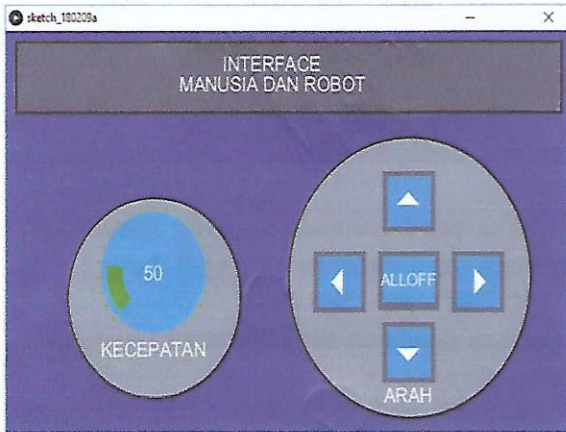 sketch_180209a
INTERFACE
MANUSIA DAN ROBOT
50
KECEPATAN
ALLOFF
ARAH